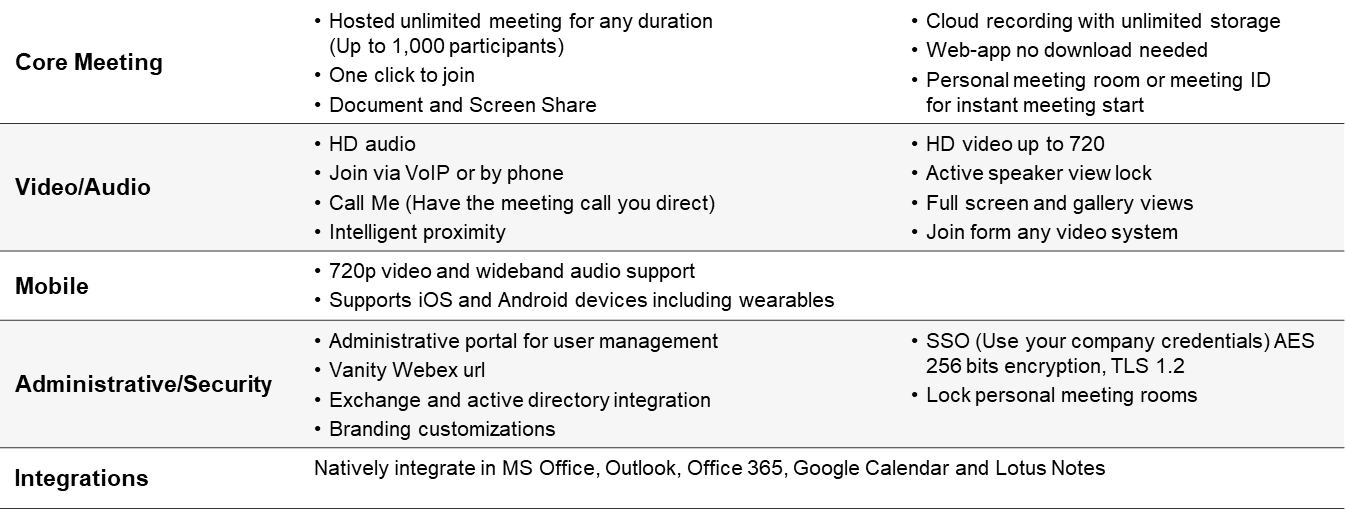 Core Meeting
• Hosted unlimited meeting for any duration
(Up to 1,000 participants)
• One click to join
• Document and Screen Share
• Cloud recording with unlimited storage
• Web-app no download needed
• Personal meeting room or meeting ID
for instant meeting start
Video/Audio
• HD audio
• Join via VoIP or by phone
• Call Me (Have the meeting call you direct)
• Intelligent proximity
• HD video up to 720
• Active speaker view lock
• Full screen and gallery views
• Join form any video system
Mobile
• 720p video and wideband audio support
• Supports iOS and Android devices including wearables
Administrative/Security
• Administrative portal for user management
• Vanity Webex url
• Exchange and active directory integration
• Branding customizations
• SSO (Use your company credentials) AES
256 bits encryption, TLS 1.2
• Lock personal meeting rooms
Integrations
Natively integrate in MS Office, Outlook, Office 365, Google Calendar and Lotus Notes